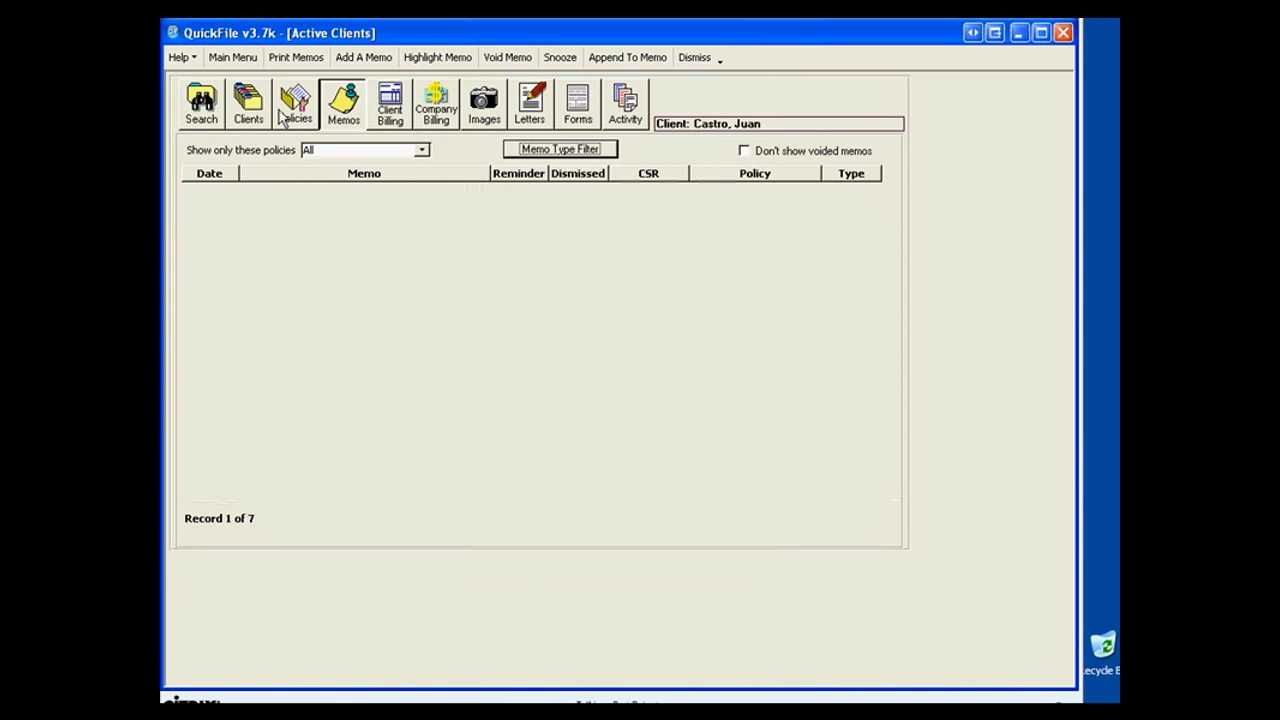 QuickFile v3.7k - [Active Clients]
Help Main Menu Print Memos Add A Memo Highlight Memo Void Memo Snooze Append To Memo Dismiss
Search Clients Policies Memos Client Billing Company Billing Images Letters Forms Activity
Client: Castro, Juan
Show only these policies All Memo Type Filter Don't show voided memos
Date Memo Reminder Dismissed CSR Policy Type
Record 1 of 7
ecycle B